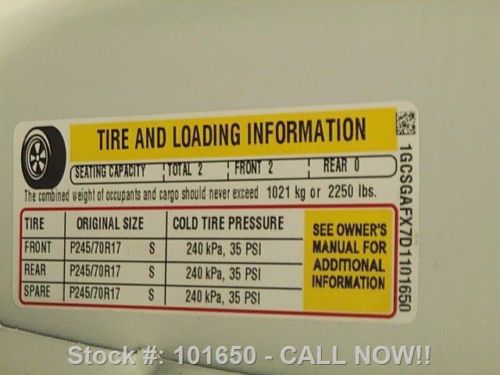 TIRE AND LOADING INFORMATION
SEATING CAPACITY TOTAL 2 FRONT 2 REAR 0
The combined weight of occupants and cargo should never exceed 1021 kg or 2250 lbs.
TIRE ORIGINAL SIZE COLD TIRE PRESSURE
FRONT P245/70R17 S 240 kPa, 35 PSI
REAR P245/70R17 S 240 kPa, 35 PSI
SPARE P245/70R17 S 240 kPa, 35 PSI
SEE OWNER'S
MANUAL FOR
ADDITIONAL
INFORMATION
1GCSGAFX7D1101650
Stock #: 101650 - CALL NOW!!